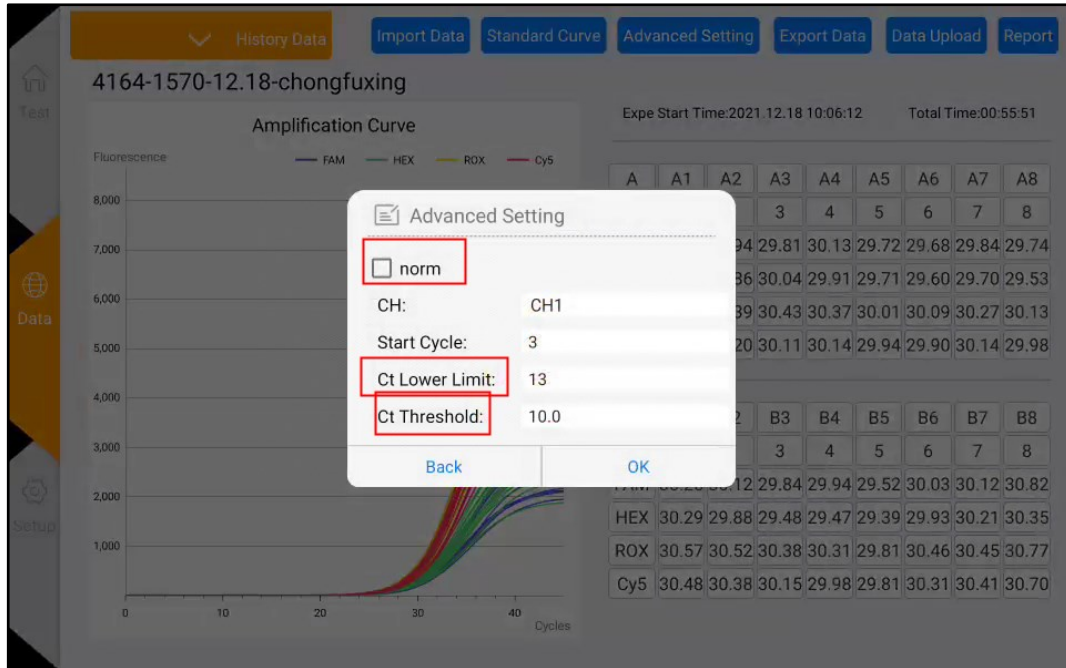 History Data
Import Data
Standard Curve
Advanced Setting
Export Data
Data Upload
Report
Test
Data
Setup
4164-1570-12.18-chongfuxing
Expe Start Time:2021.12.18 10:06:12 Total Time:00:55:51
Amplification Curve
Fluorescence
FAM HEX ROX Cy5
8,000
7,000
6,000
5,000
4,000
3,000
2,000
1,000
0 10 20 30 40
Cycles
Advanced Setting
norm
CH: CH1
Start Cycle: 3
Ct Lower Limit: 13
Ct Threshold: 10.0
Back OK
A A1 A2 A3 A4 A5 A6 A7 A8
3 4 5 6 7 8
94 29.81 30.13 29.72 29.68 29.84 29.74
86 30.04 29.91 29.71 29.60 29.70 29.53
39 30.43 30.37 30.01 30.09 30.27 30.13
20 30.11 30.14 29.94 29.90 30.14 29.98
B3 B4 B5 B6 B7 B8
3 4 5 6 7 8
12 29.84 29.94 29.52 30.03 30.12 30.82
HEX 30.29 29.88 29.48 29.47 29.39 29.93 30.21 30.35
ROX 30.57 30.52 30.38 30.31 29.81 30.46 30.45 30.77
Cy5 30.48 30.38 30.15 29.98 29.81 30.31 30.41 30.70